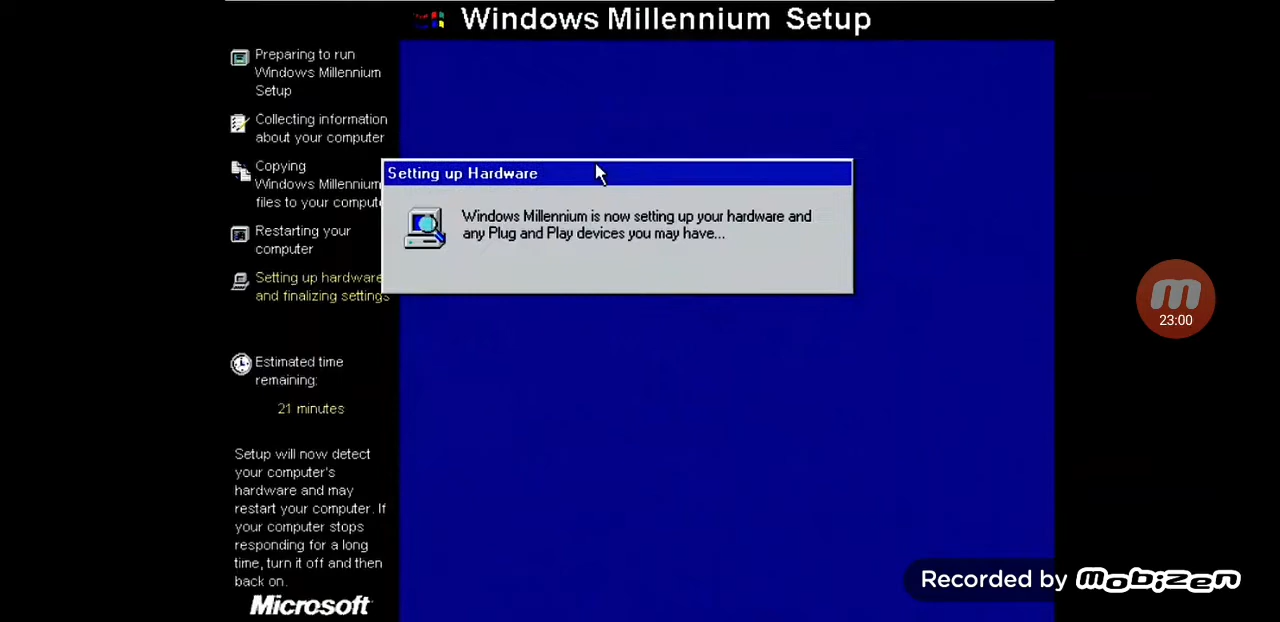 Windows Millennium Setup
Preparing to run
Windows Millennium
Setup
Collecting information
about your computer
Copying
Windows Millennium
files to your
Restarting your
computer
Setting up hardware
and finalizing settings
Estimated time
remaining:
21 minutes
Setup will now detect
your computer's
hardware and may
restart your computer. If
your computer stops
responding for a long
time, turn it off and then
back on.
Microsoft
Setting up Hardware
Windows Millennium is now setting up your hardware and
any Plug and Play devices you may have...
m
23:00
Recorded by mobizen